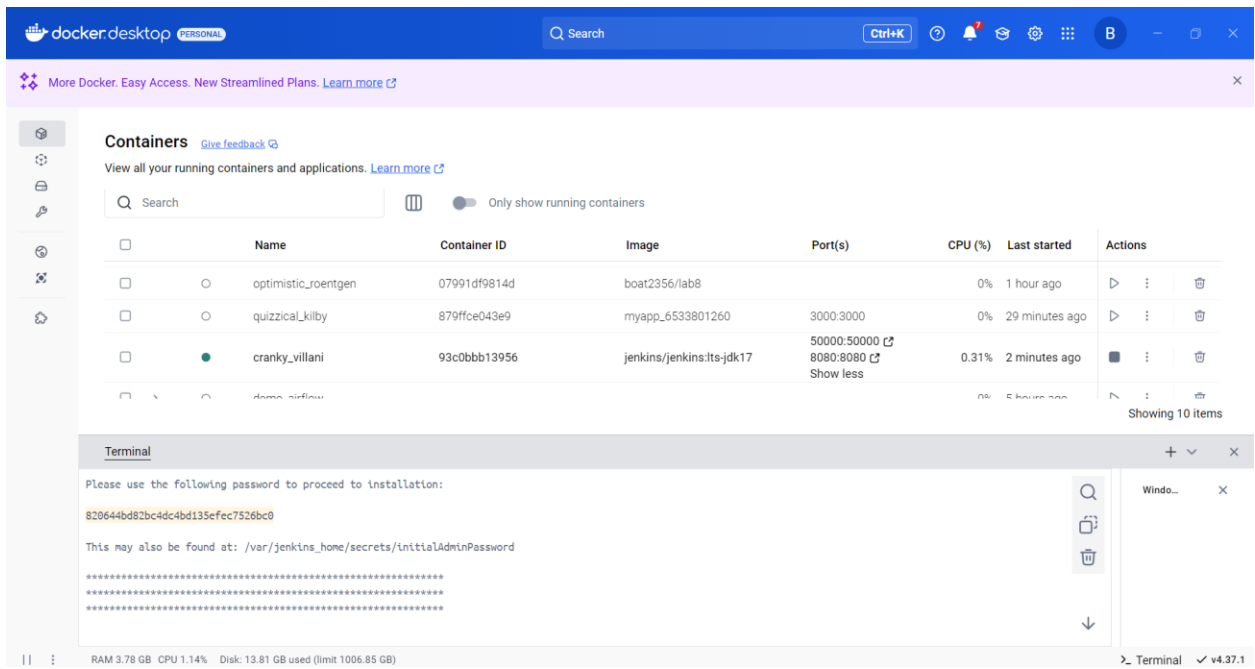 docker.desktop PERSONAL
Search Ctrl+K
7
B
More Docker. Easy Access. New Streamlined Plans. Learn more
Containers Give feedback
View all your running containers and applications. Learn more
Search Only show running containers
Name Container ID Image Port(s) CPU (%) Last started Actions
optimistic_roentgen 07991df9814d boat2356/lab8 0% 1 hour ago
quizzical_kilby 879ffce043e9 myapp_6533801260 3000:3000 0% 29 minutes ago
50000:50000
cranky_villani 93c0bbb13956 jenkins/jenkins:lts-jdk17 8080:8080 0.31% 2 minutes ago
Show less
demo_airflow 0% 5 hours ago
Showing 10 items
Terminal
Please use the following password to proceed to installation:
820644bd82bc4dc4bd135efec7526bc0
This may also be found at: /var/jenkins_home/secrets/initialAdminPassword
*************************************************************
*************************************************************
*************************************************************
Windo...
RAM 3.78 GB CPU 1.14% Disk: 13.81 GB used (limit 1006.85 GB) >_ Terminal v4.37.1